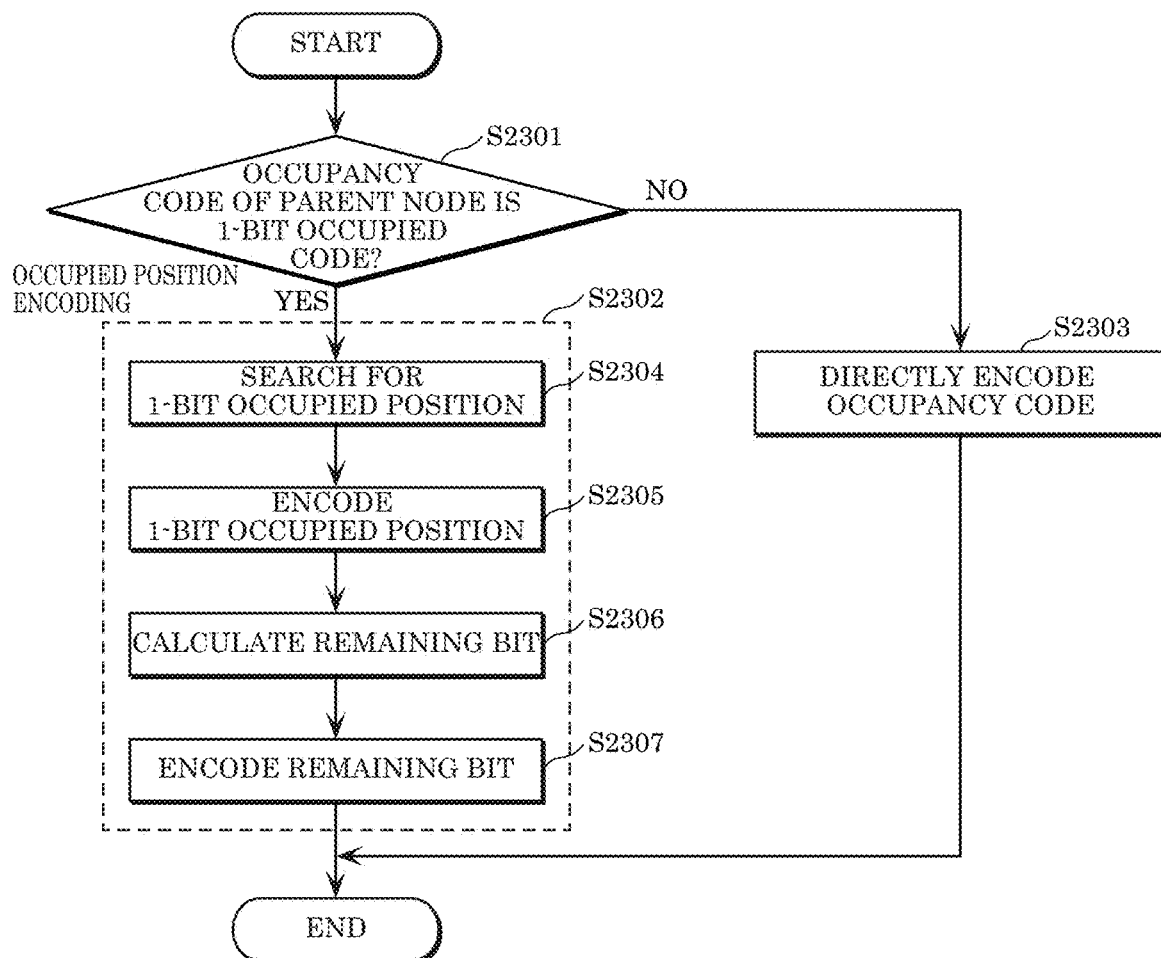 START
S2301
OCCUPANCY
CODE OF PARENT NODE IS
1-BIT OCCUPIED
CODE?
NO
OCCUPIED POSITION
ENCODING
YES
S2302
S2303
SEARCH FOR
1-BIT OCCUPIED POSITION
S2304
DIRECTLY ENCODE
OCCUPANCY CODE
ENCODE
1-BIT OCCUPIED POSITION
S2305
CALCULATE REMAINING BIT
S2306
ENCODE REMAINING BIT
S2307
END